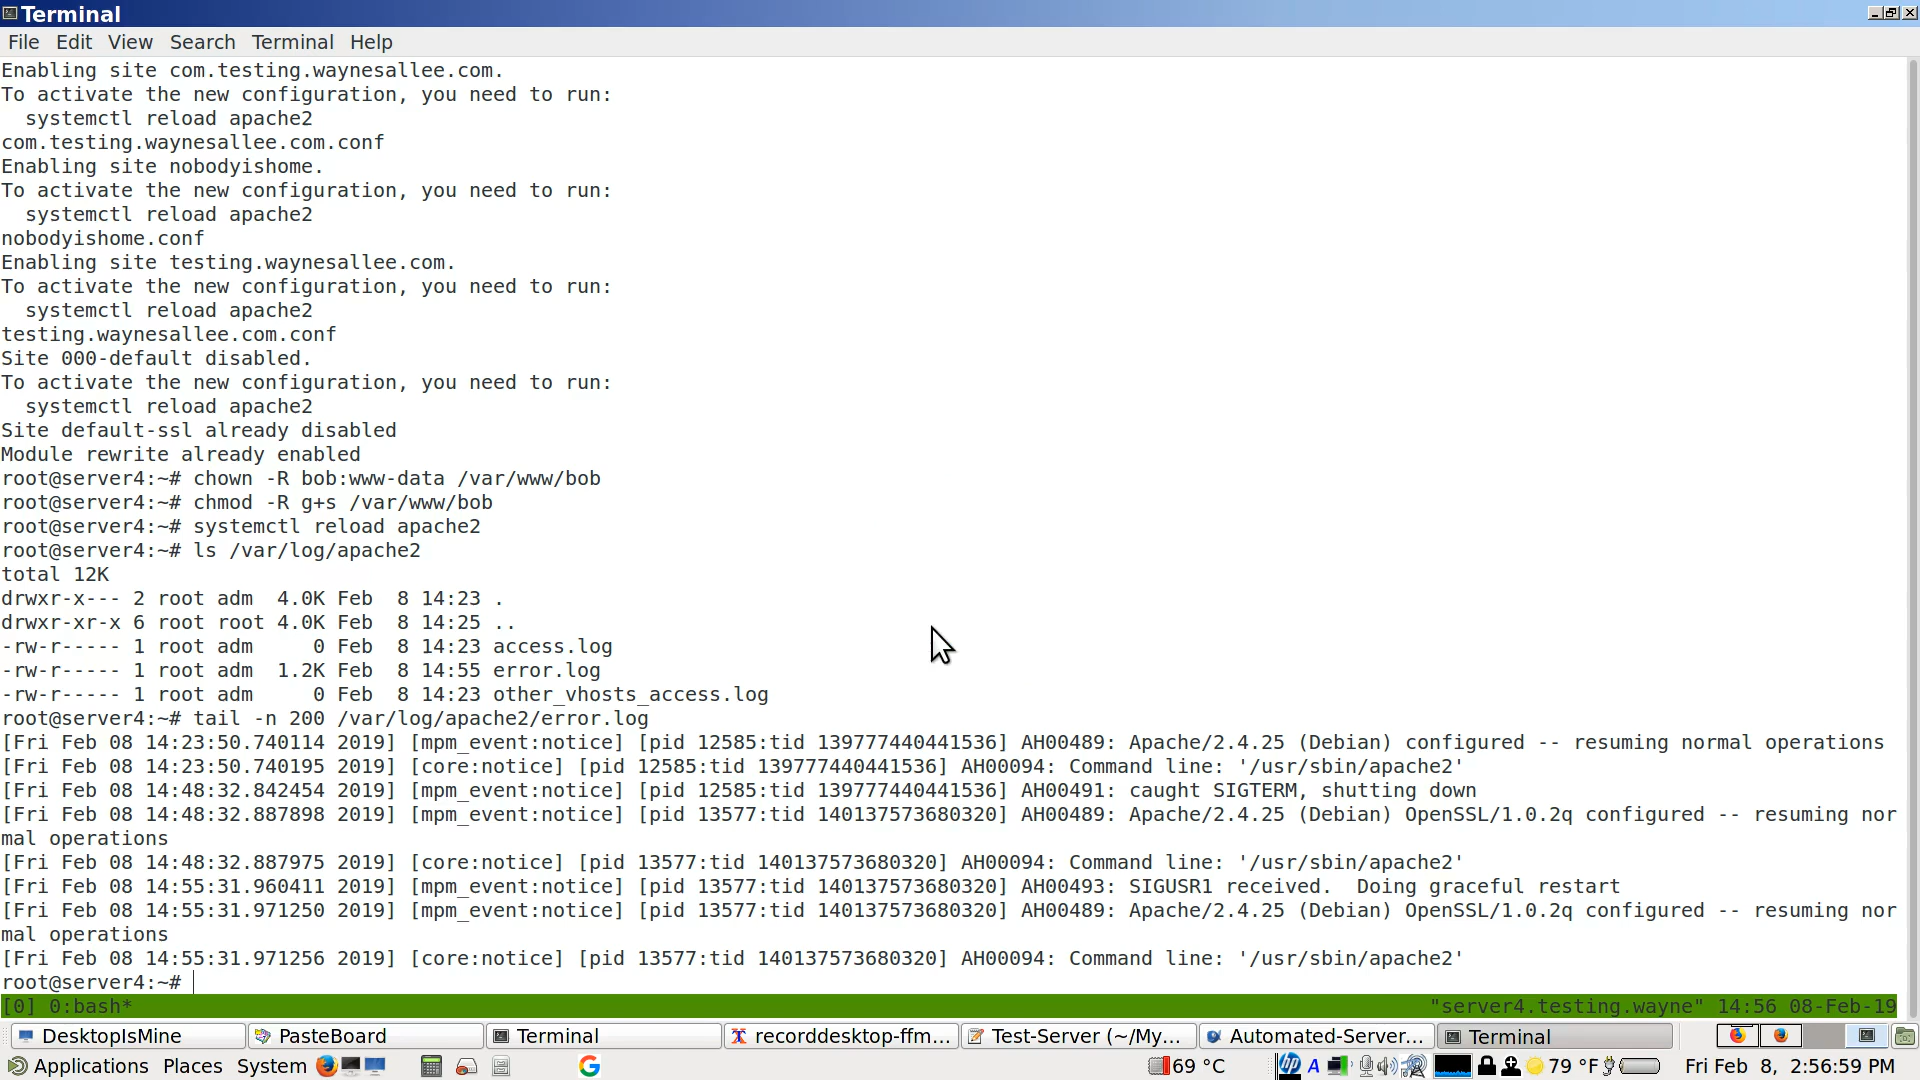 Terminal
File Edit View Search Terminal Help
Enabling site com.testing.waynesallee.com.
To activate the new configuration, you need to run:
  systemctl reload apache2
com.testing.waynesallee.com.conf
Enabling site nobodyishome.
To activate the new configuration, you need to run:
  systemctl reload apache2
nobodyishome.conf
Enabling site testing.waynesallee.com.
To activate the new configuration, you need to run:
  systemctl reload apache2
testing.waynesallee.com.conf
Site 000-default disabled.
To activate the new configuration, you need to run:
  systemctl reload apache2
Site default-ssl already disabled
Module rewrite already enabled
root@server4:~# chown -R bob:www-data /var/www/bob
root@server4:~# chmod -R g+s /var/www/bob
root@server4:~# systemctl reload apache2
root@server4:~# ls /var/log/apache2
total 12K
drwxr-x--- 2 root adm  4.0K Feb  8 14:23 .
drwxr-xr-x 6 root root 4.0K Feb  8 14:25 ..
-rw-r----- 1 root adm     0 Feb  8 14:23 access.log
-rw-r----- 1 root adm  1.2K Feb  8 14:55 error.log
-rw-r----- 1 root adm     0 Feb  8 14:23 other_vhosts_access.log
root@server4:~# tail -n 200 /var/log/apache2/error.log
[Fri Feb 08 14:23:50.740114 2019] [mpm_event:notice] [pid 12585:tid 139777440441536] AH00489: Apache/2.4.25 (Debian) configured -- resuming normal operations
[Fri Feb 08 14:23:50.740195 2019] [core:notice] [pid 12585:tid 139777440441536] AH00094: Command line: '/usr/sbin/apache2'
[Fri Feb 08 14:48:32.842454 2019] [mpm_event:notice] [pid 12585:tid 139777440441536] AH00491: caught SIGTERM, shutting down
[Fri Feb 08 14:48:32.887898 2019] [mpm_event:notice] [pid 13577:tid 140137573680320] AH00489: Apache/2.4.25 (Debian) OpenSSL/1.0.2q configured -- resuming nor
mal operations
[Fri Feb 08 14:48:32.887975 2019] [core:notice] [pid 13577:tid 140137573680320] AH00094: Command line: '/usr/sbin/apache2'
[Fri Feb 08 14:55:31.960411 2019] [mpm_event:notice] [pid 13577:tid 140137573680320] AH00493: SIGUSR1 received.  Doing graceful restart
[Fri Feb 08 14:55:31.971250 2019] [mpm_event:notice] [pid 13577:tid 140137573680320] AH00489: Apache/2.4.25 (Debian) OpenSSL/1.0.2q configured -- resuming nor
mal operations
[Fri Feb 08 14:55:31.971256 2019] [core:notice] [pid 13577:tid 140137573680320] AH00094: Command line: '/usr/sbin/apache2'
root@server4:~#
[0] 0:bash* "server4.testing.wayne" 14:56 08-Feb-19
DesktopIsMine PasteBoard Terminal recorddesktop-ffm... Test-Server (~/My... Automated-Server... Terminal
Applications Places System G 69 °C hp A 79 °F Fri Feb 8, 2:56:59 PM